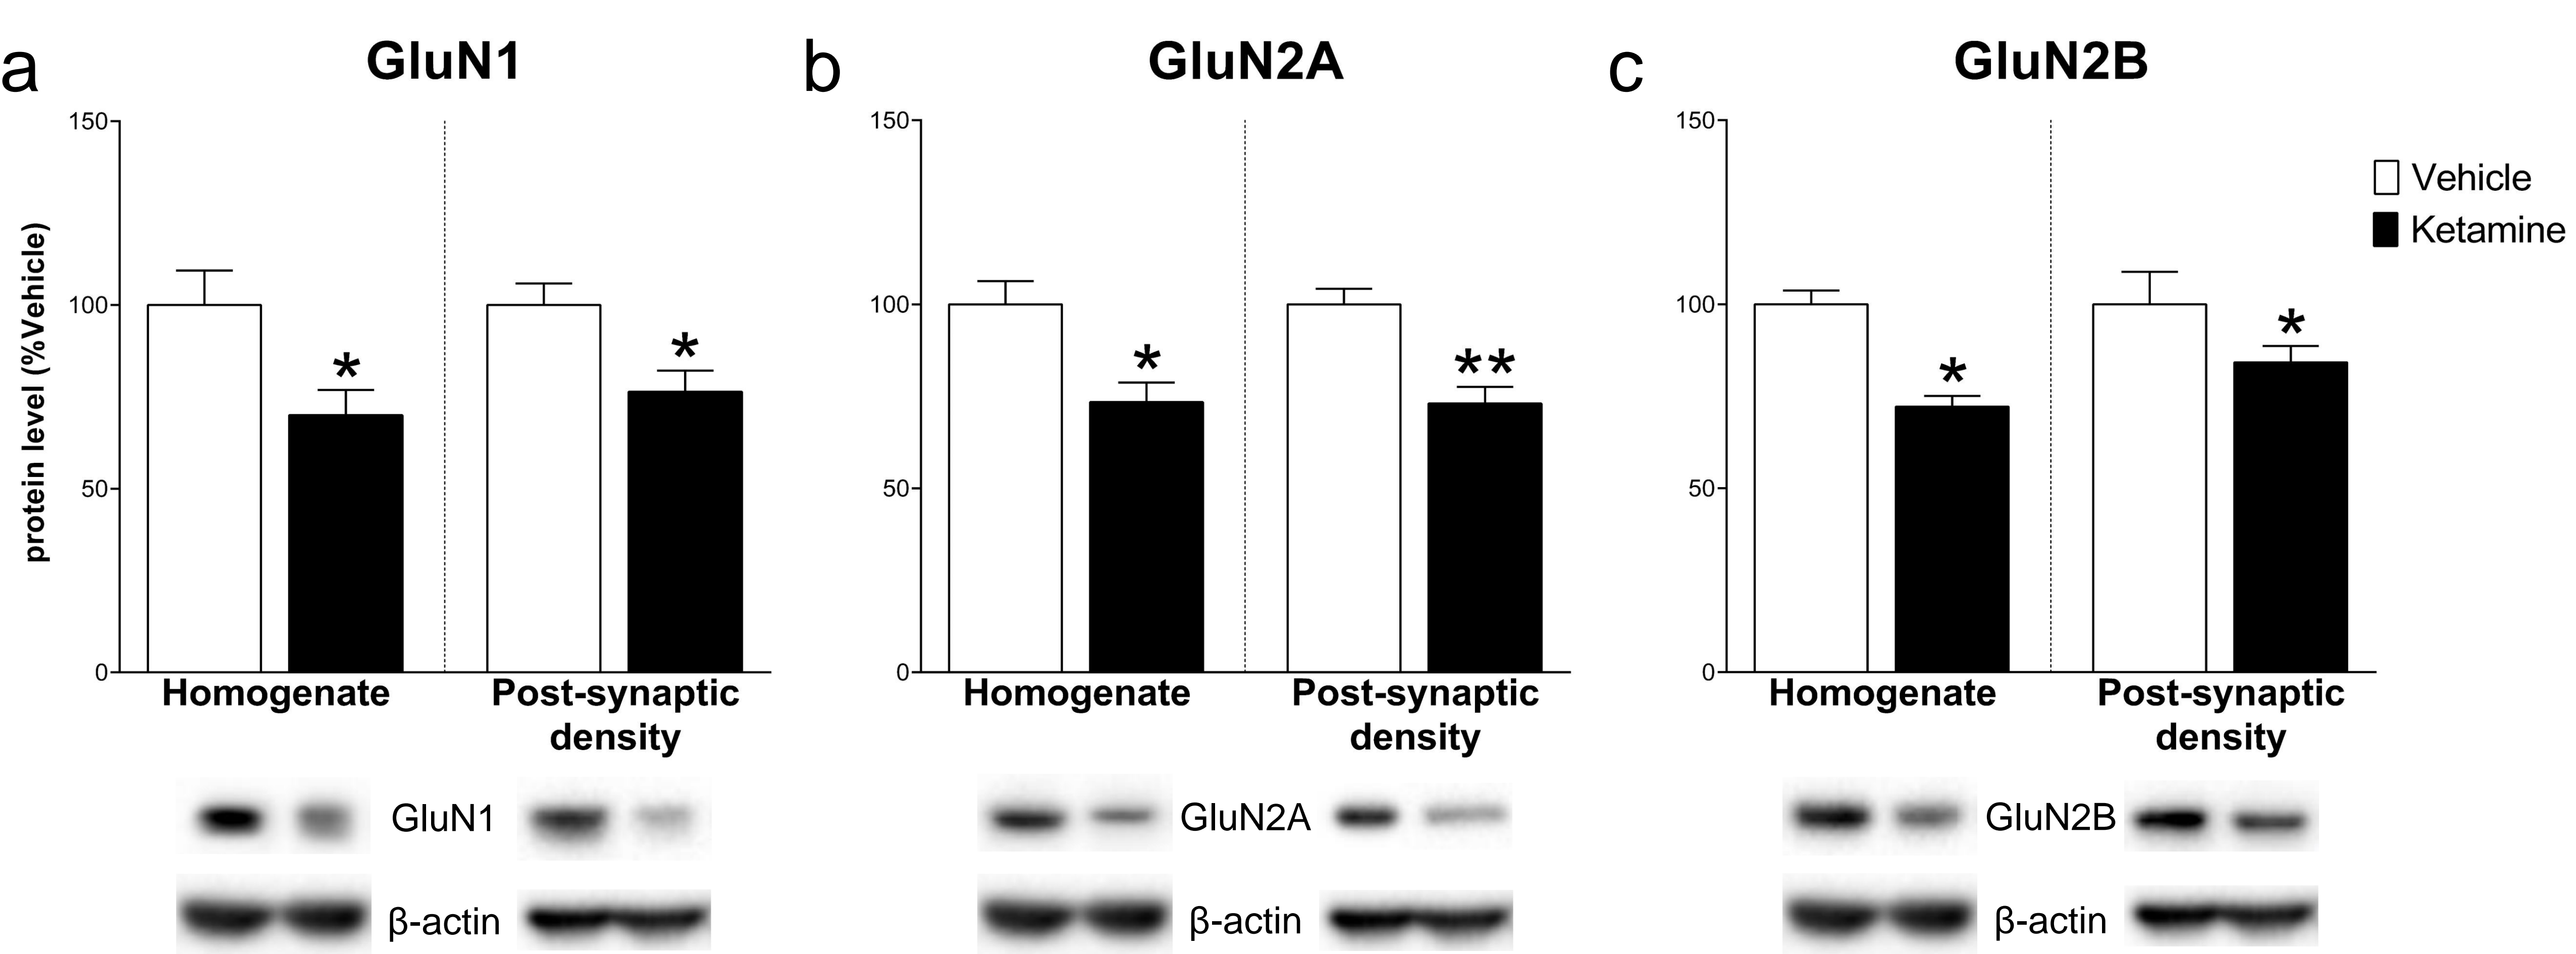 a
GluN1
b
GluN2A
c
GluN2B
protein level (%Vehicle)
150
100
50
0
*
*
Homogenate
Post-synaptic
density
150
100
50
0
*
**
Homogenate
Post-synaptic
density
150
100
50
0
*
*
Homogenate
Post-synaptic
density
Vehicle
Ketamine
GluN1
β-actin
GluN2A
β-actin
GluN2B
β-actin